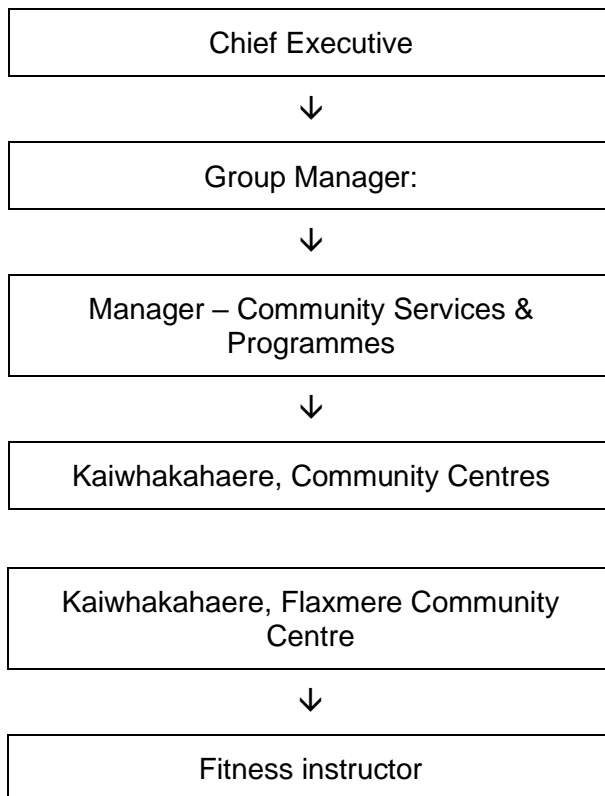 Chief Executive
↓
Group Manager:
↓
Manager – Community Services &
Programmes
↓
Kaiwhakahaere, Community Centres
Kaiwhakahaere, Flaxmere Community
Centre
↓
Fitness instructor